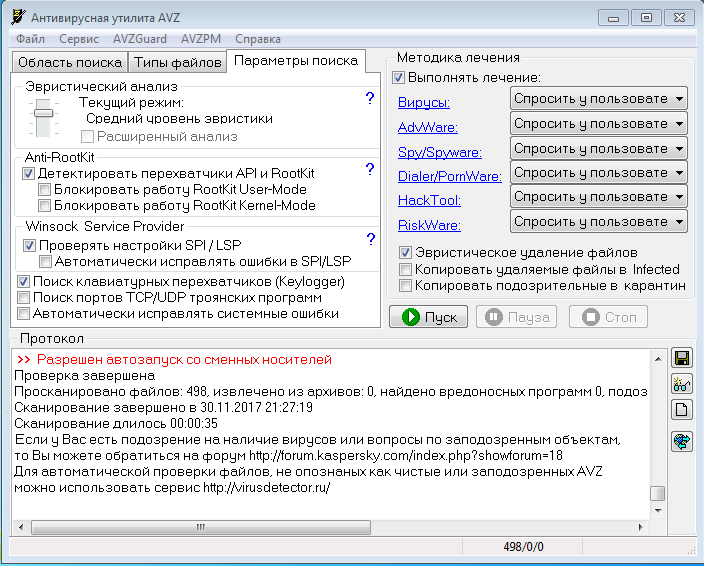 Антивирусная утилита AVZ
Файл Сервис AVZGuard AVZPM Справка
Область поиска Типы файлов Параметры поиска
Эвристический анализ
Текущий режим:
Средний уровень эвристики
?
Расширенный анализ
Anti-RootKit
Детектировать перехватчики API и RootKit
?
Блокировать работу RootKit User-Mode
Блокировать работу RootKit Kernel-Mode
Winsock Service Provider
Проверять настройки SPI / LSP
?
Автоматически исправлять ошибки в SPI/LSP
Поиск клавиатурных перехватчиков (Keylogger)
Поиск портов TCP/UDP троянских программ
Автоматически исправлять системные ошибки
Методика лечения
Выполнять лечение:
Вирусы: Спросить у пользовате
AdvWare: Спросить у пользовате
Spy/Spyware: Спросить у пользовате
Dialer/PornWare: Спросить у пользовате
HackTool: Спросить у пользовате
RiskWare: Спросить у пользовате
Эвристическое удаление файлов
Копировать удаляемые файлы в Infected
Копировать подозрительные в карантин
Пуск Пауза Стоп
Протокол
>> Разрешен автозапуск со сменных носителей
Проверка завершена
Просканировано файлов: 498, извлечено из архивов: 0, найдено вредоносных программ 0, подоз
Сканирование завершено в 30.11.2017 21:27:19
Сканирование длилось 00:00:35
Если у Вас есть подозрение на наличие вирусов или вопросы по заподозренным объектам,
то Вы можете обратиться на форум http://forum.kaspersky.com/index.php?showforum=18
Для автоматической проверки файлов, не опознаных как чистые или заподозренных AVZ
можно использовать сервис http://virusdetector.ru/
498/0/0